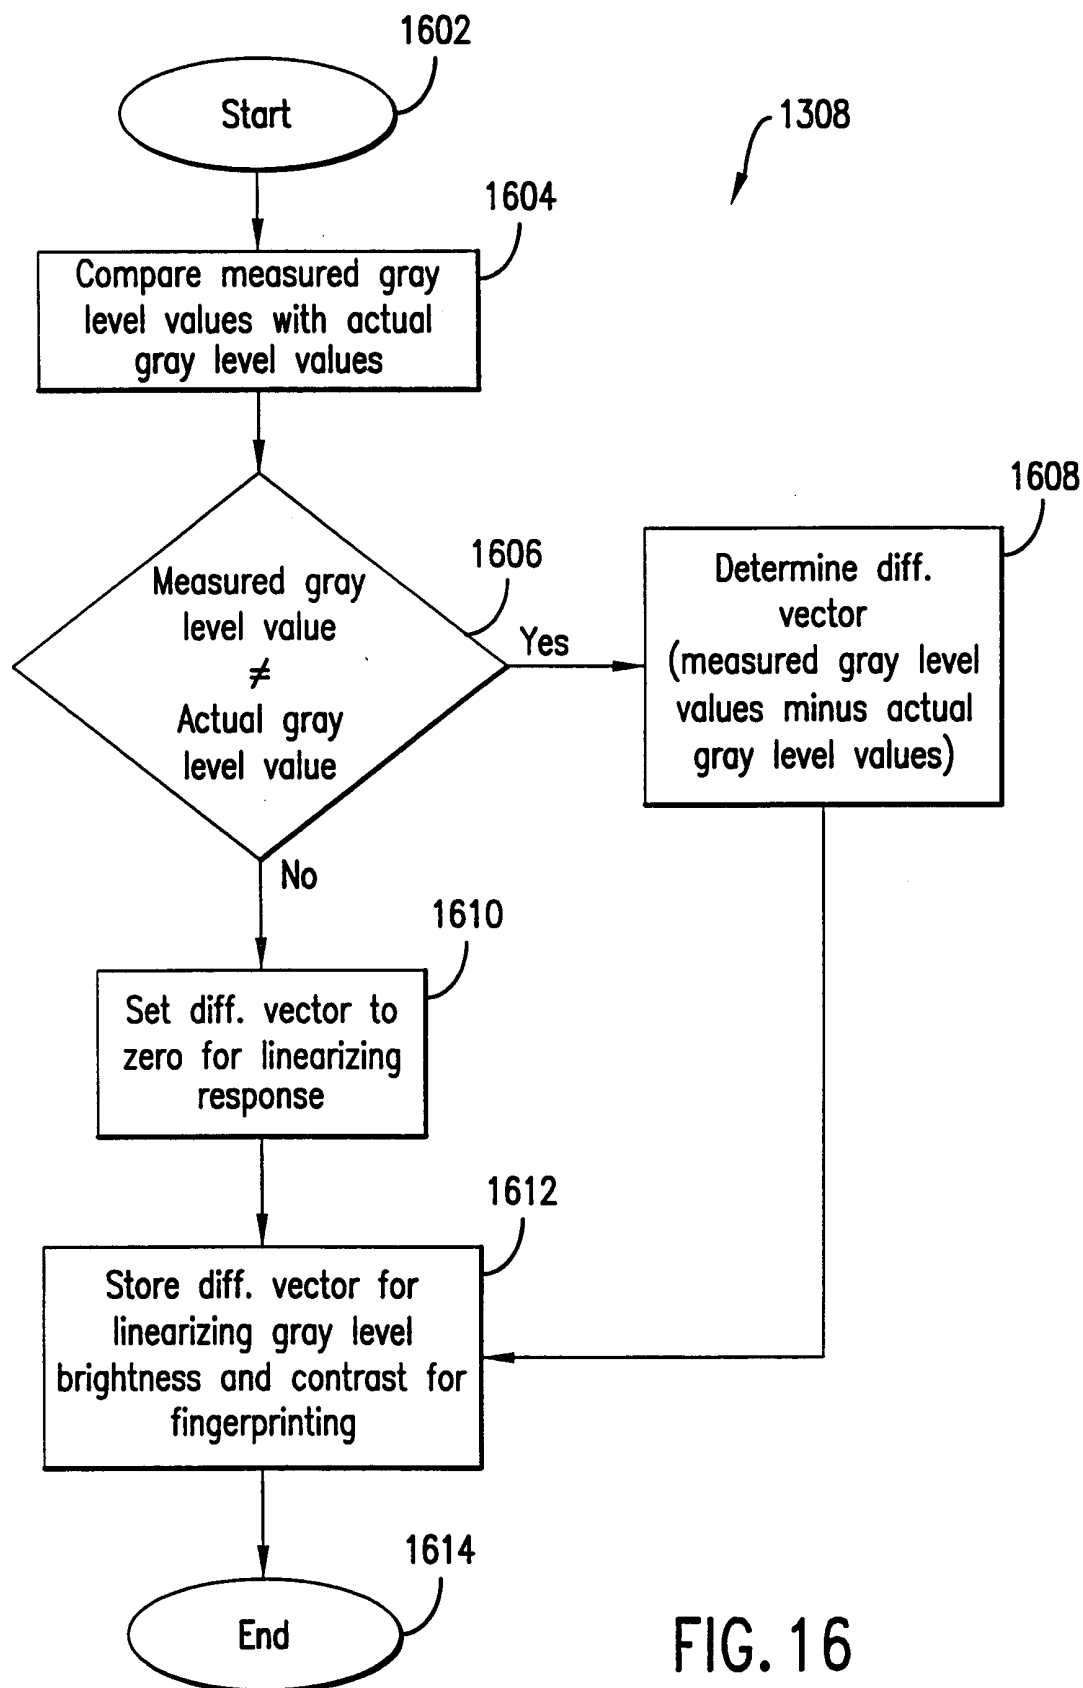 1602
Start
1308
1604
Compare measured gray
level values with actual
gray level values
1608
1606
Measured gray
level value
≠
Actual gray
level value
Yes
Determine diff.
vector
(measured gray level
values minus actual
gray level values)
No
1610
Set diff. vector to
zero for linearizing
response
1612
Store diff. vector for
linearizing gray level
brightness and contrast for
fingerprinting
1614
End
FIG. 16